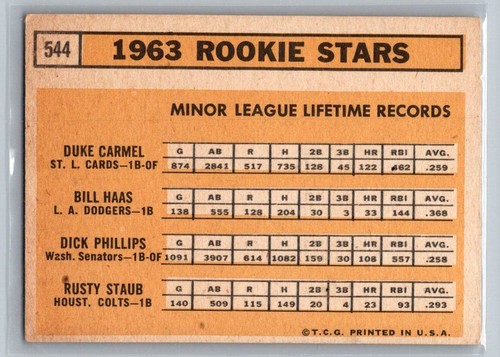 544 1963 ROOKIE STARS
MINOR LEAGUE LIFETIME RECORDS
DUKE CARMEL G AB R H 2B 3B HR RBI AVG.
ST. L. CARDS—1B-OF 874 2841 517 735 128 45 122 462 .259
BILL HAAS G AB R H 2B 3B HR RBI AVG.
L. A. DODGERS—1B 138 555 128 204 30 3 33 144 .368
DICK PHILLIPS G AB R H 2B 3B HR RBI AVG.
Wash. Senators—1B-OF 1091 3907 614 1082 159 30 108 557 .258
RUSTY STAUB G AB R H 2B 3B HR RBI AVG.
HOUST. COLTS—1B 140 509 115 149 20 4 23 93 .293
©T.C.G. PRINTED IN U.S.A.